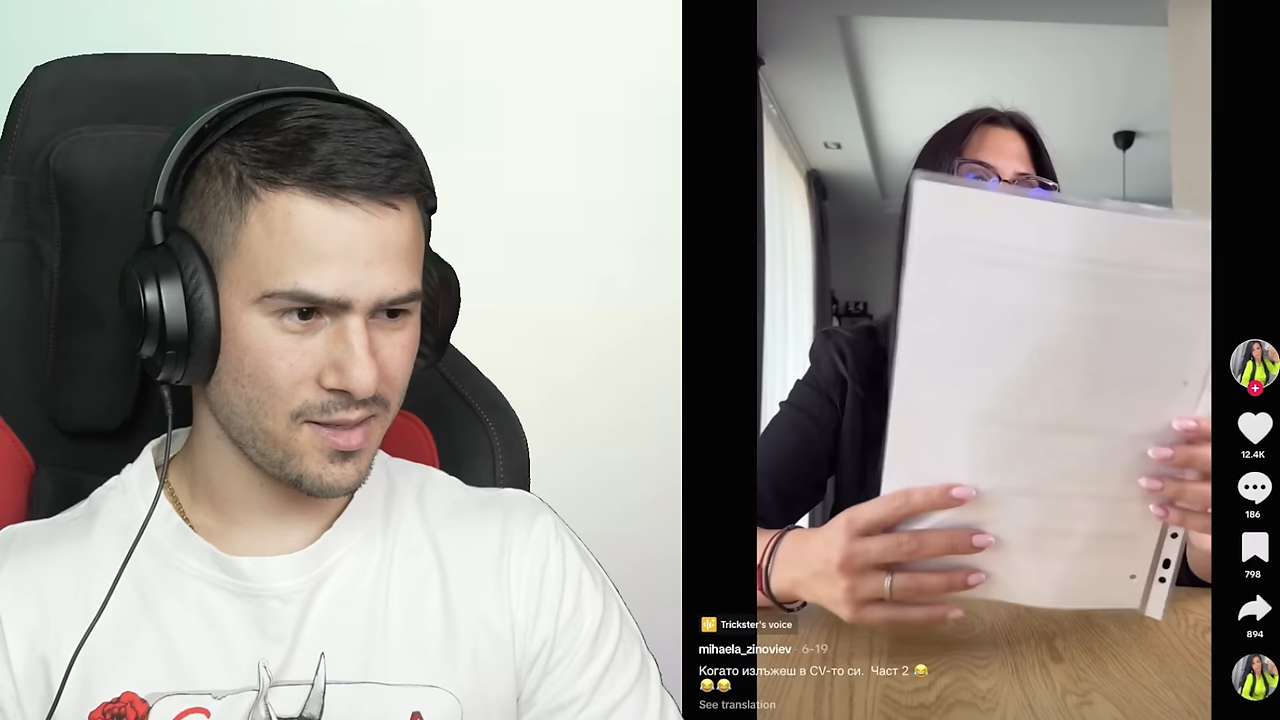 Trickster's voice
mihaela_zinoviev · 6-19
Когато излъжеш в CV-то си. Част 2 😂
😂😂
See translation
12.4K
186
798
894